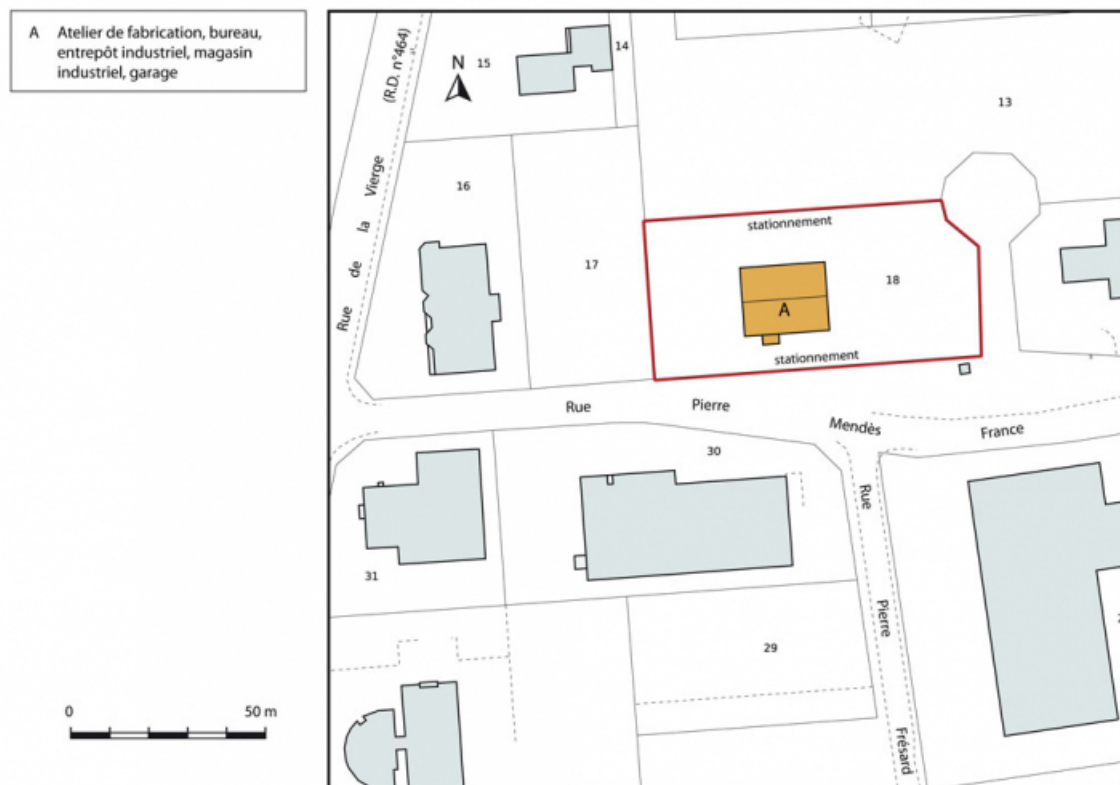 A Atelier de fabrication, bureau,
entrepôt industriel, magasin
industriel, garage
0 50 m
(R.D. n°464)
Rue de la Vierge
N
15
14
13
16
17
stationnement
18
A
stationnement
Rue Pierre Mendès France
30
Rue Pierre Frésard
31
29